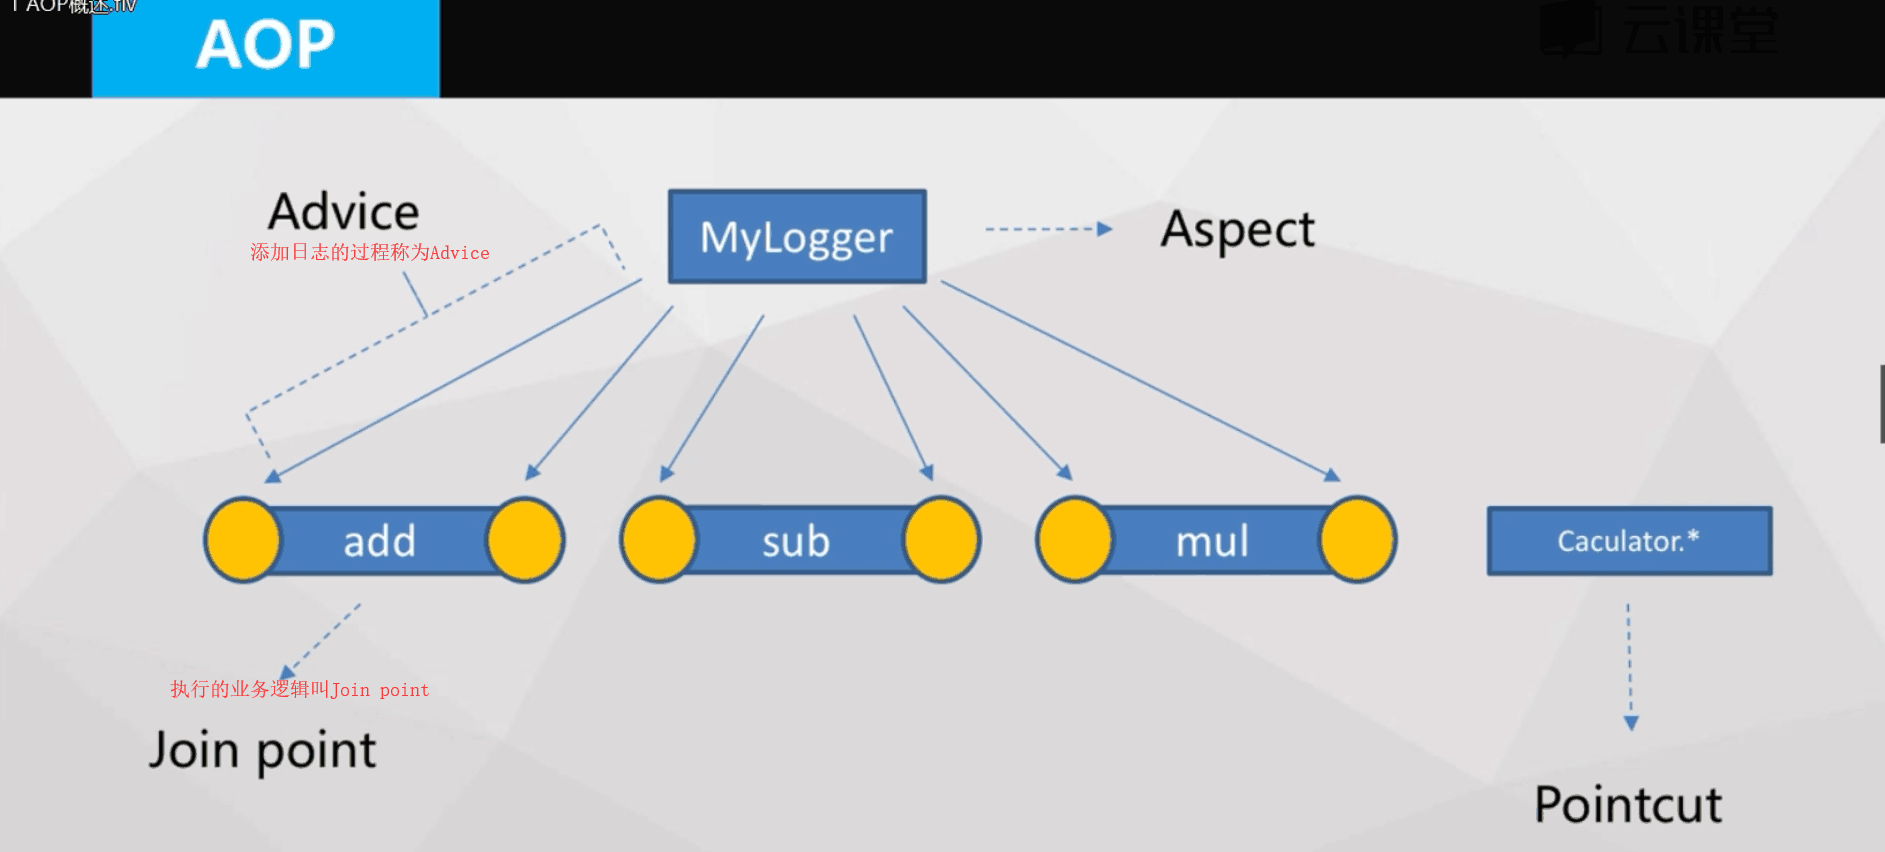 1 AOP概述.flv
AOP
云课堂
Advice
添加日志的过程称为Advice
MyLogger
Aspect
add
sub
mul
Caculator.*
执行的业务逻辑叫Join point
Join point
Pointcut